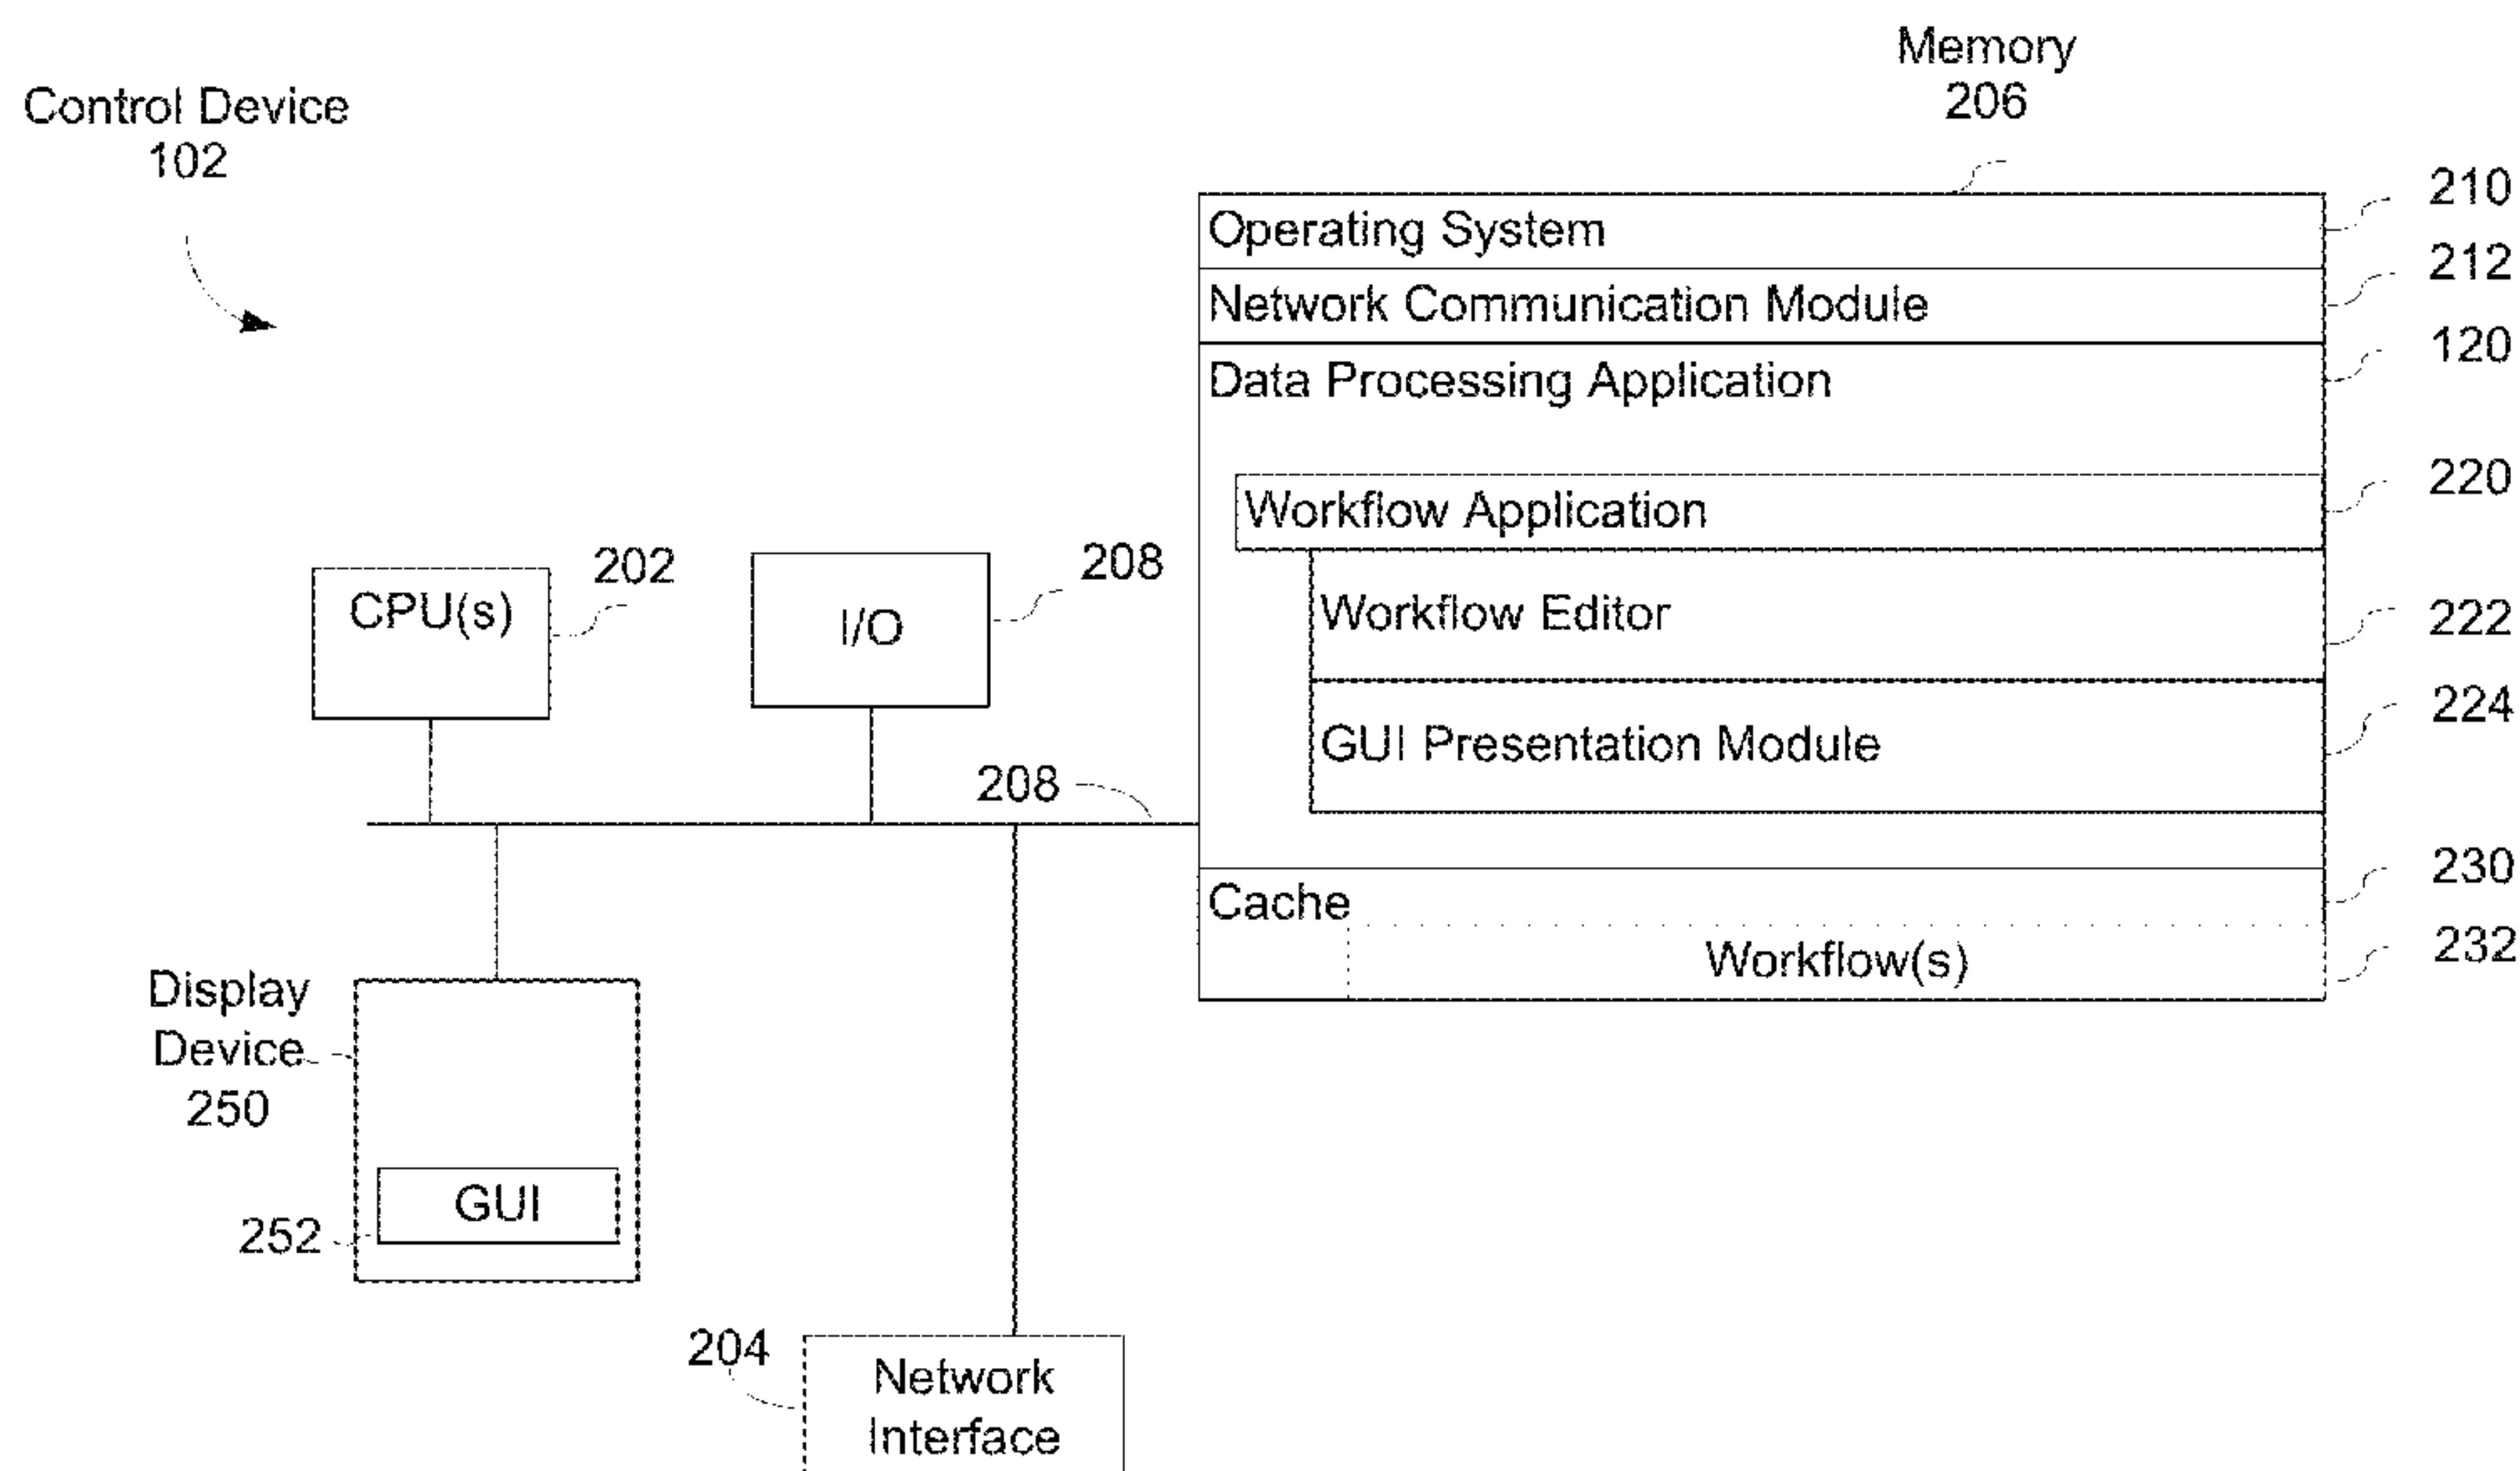 Control Device
102
Memory
206
Operating System
210
Network Communication Module
212
Data Processing Application
120
Workflow Application
220
Workflow Editor
222
GUI Presentation Module
224
Cache
230
Workflow(s)
232
CPU(s)
202
I/O
208
208
Display
Device
250
GUI
252
204
Network
Interface